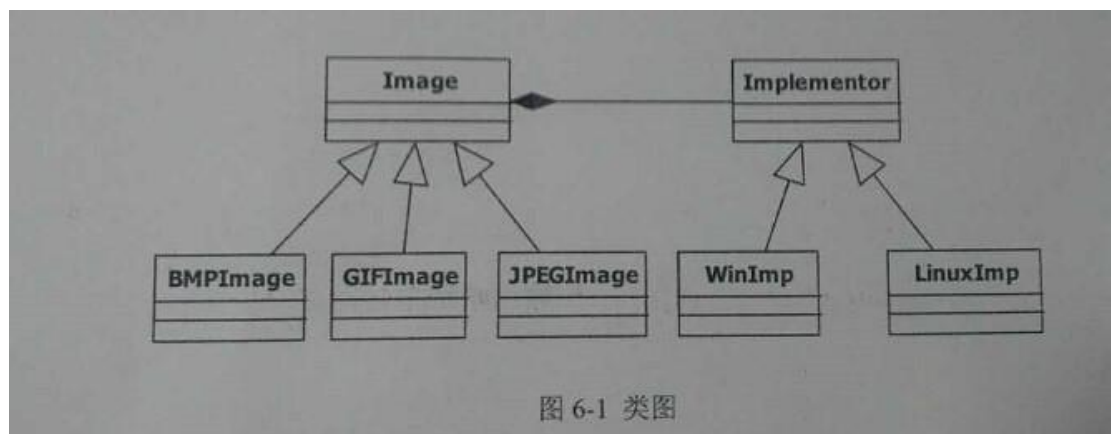 Image
Implementor
BMPImage
GIFImage
JPEGImage
WinImp
LinuxImp
图 6-1 类图